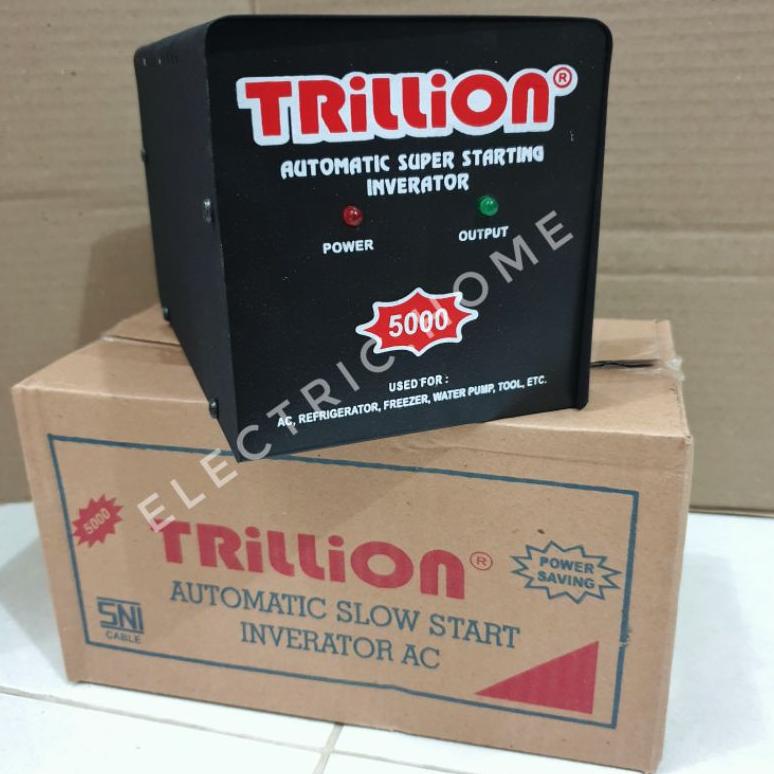 TRiLLiON®
AUTOMATIC SUPER STARTING
INVERATOR
POWER
OUTPUT
5000
USED FOR :
AC, REFRIGERATOR, FREEZER, WATER PUMP, TOOL, ETC.
ELECTRIC HOME
5000
TRiLLiON®
POWER
SAVING
AUTOMATIC SLOW START
INVERATOR AC
SNI
CABLE